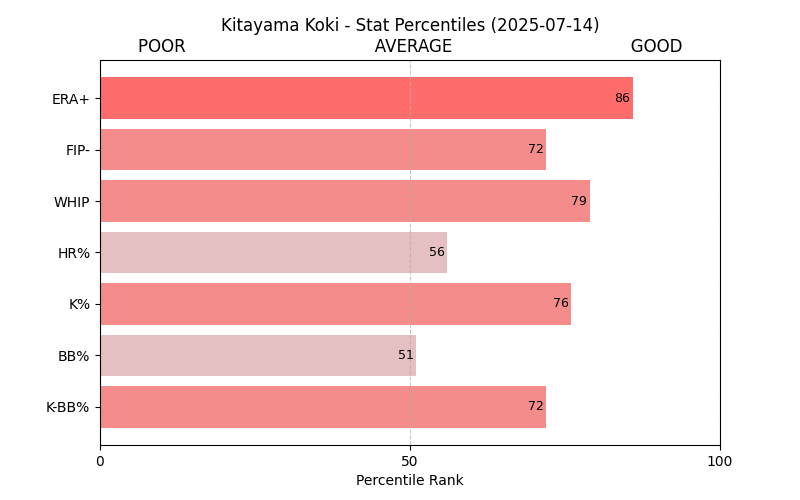 Kitayama Koki - Stat Percentiles (2025-07-14)
POOR AVERAGE GOOD
ERA+ 86
FIP- 72
WHIP 79
HR% 56
K% 76
BB% 51
K-BB% 72
0 50 100
Percentile Rank